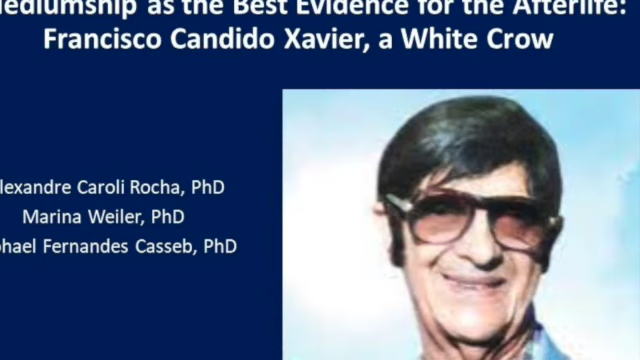 ediumship as the Best Evidence for the Afterlife:
Francisco Candido Xavier, a White Crow
lexandre Caroli Rocha, PhD
Marina Weiler, PhD
phael Fernandes Casseb, PhD